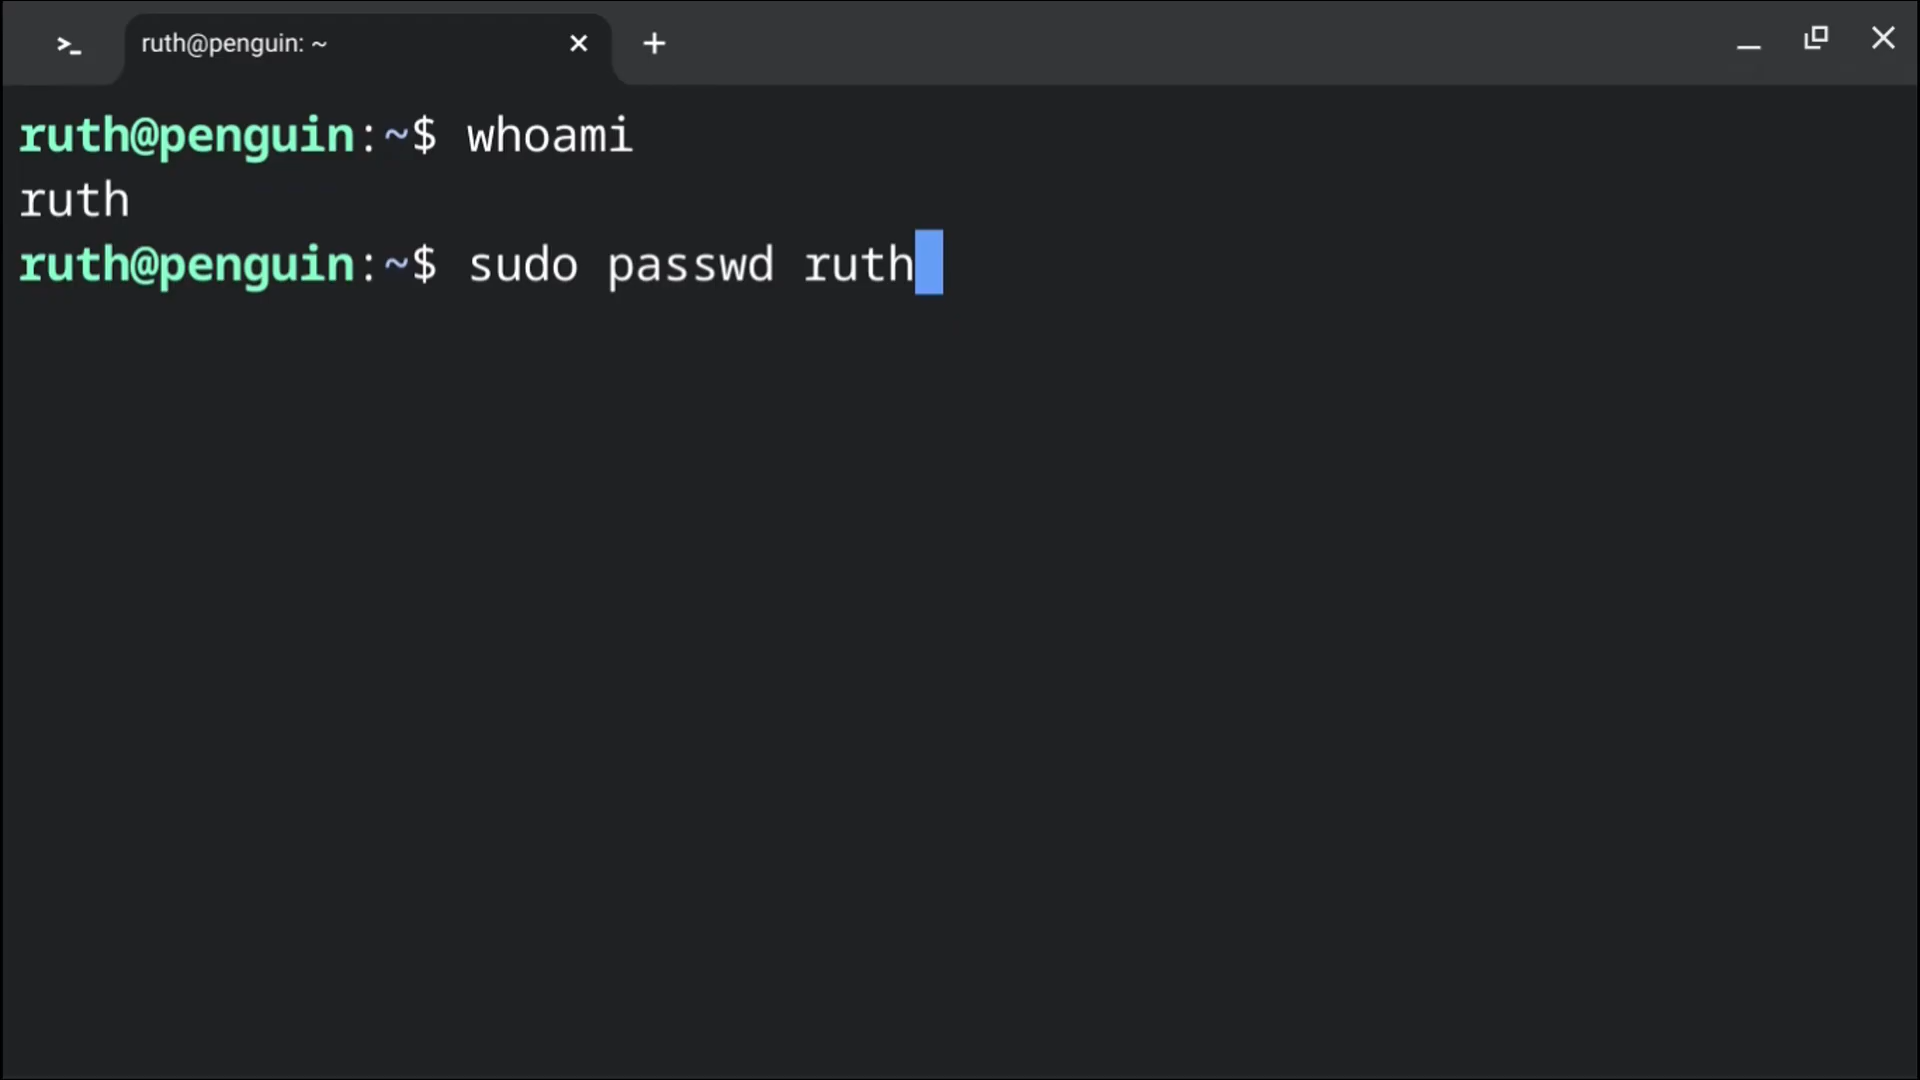 >_ ruth@penguin: ~
ruth@penguin:~$ whoami
ruth
ruth@penguin:~$ sudo passwd ruth